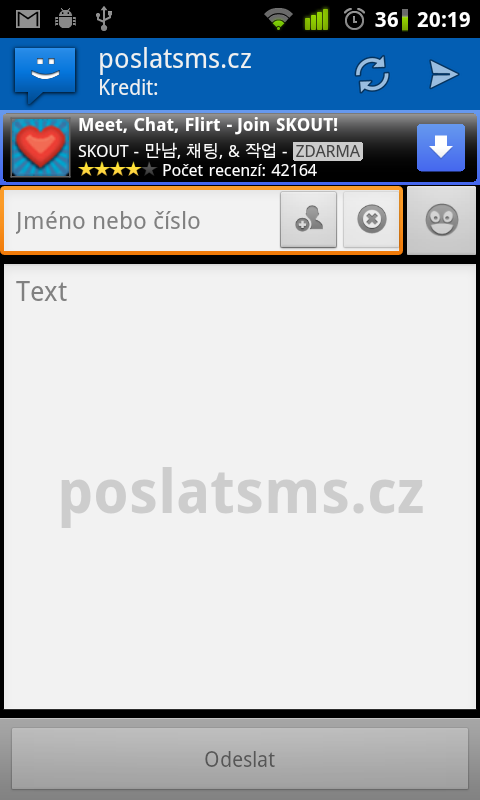 36 20:19
poslatsms.cz
Kredit:
Meet, Chat, Flirt - Join SKOUT!
SKOUT - 만남, 채팅, & 작업 - ZDARMA
Počet recenzí: 42164
Jméno nebo číslo
Text
poslatsms.cz
Odeslat